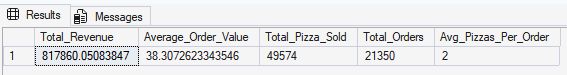 Results Messages
Total_Revenue Average_Order_Value Total_Pizza_Sold Total_Orders Avg_Pizzas_Per_Order
1 817860.05083847 38.3072623343546 49574 21350 2